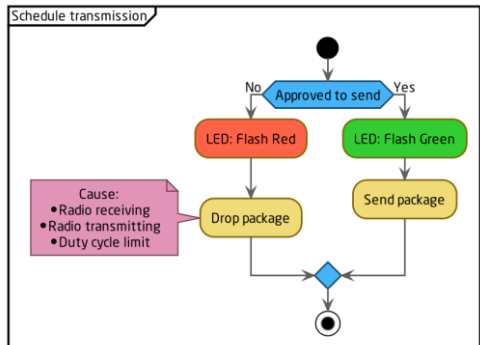 Schedule transmission
No
Approved to send
Yes
LED: Flash Red
LED: Flash Green
Cause:
•Radio receiving
•Radio transmitting
•Duty cycle limit
Drop package
Send package